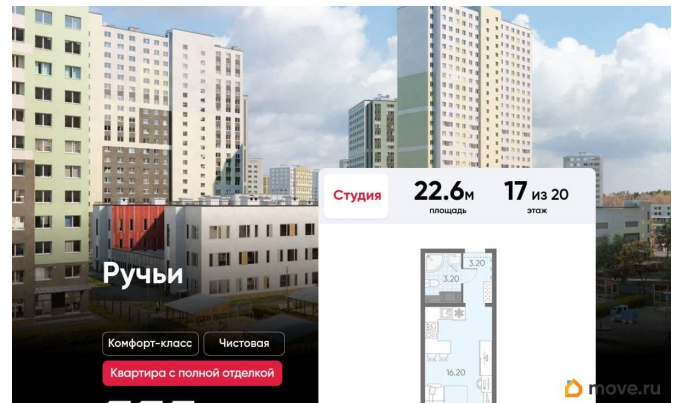 Студия
22.6м
площадь
17 из 20
этаж
3.20
3.20
Ручьи
Комфорт-класс
Чистовая
Квартира с полной отделкой
16.20
move.ru